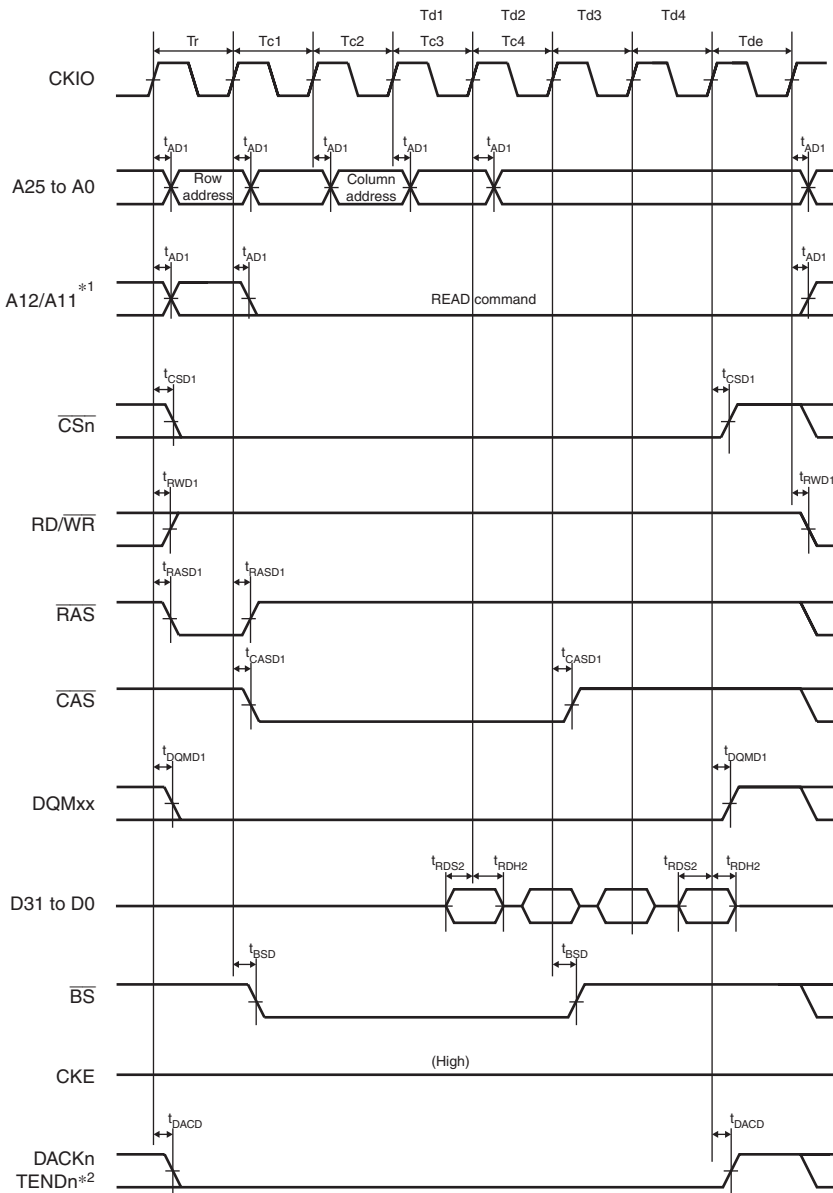 Td1 Td2 Td3 Td4
Tr Tc1 Tc2 Tc3 Tc4 Tde
CKIO
tAD1 tAD1 tAD1 tAD1 tAD1 tAD1
A25 to A0 Row address Column address
tAD1 tAD1 tAD1
A12/A11*1 READ command
tCSD1 tCSD1
CSn
tRWD1 tRWD1
RD/WR
tRASD1 tRASD1
RAS
tCASD1 tCASD1
CAS
tDQMD1 tDQMD1
DQMxx
tRDS2 tRDH2 tRDS2 tRDH2
D31 to D0
tBSD tBSD
BS
(High)
CKE
tDACD tDACD
DACKn
TENDn*2